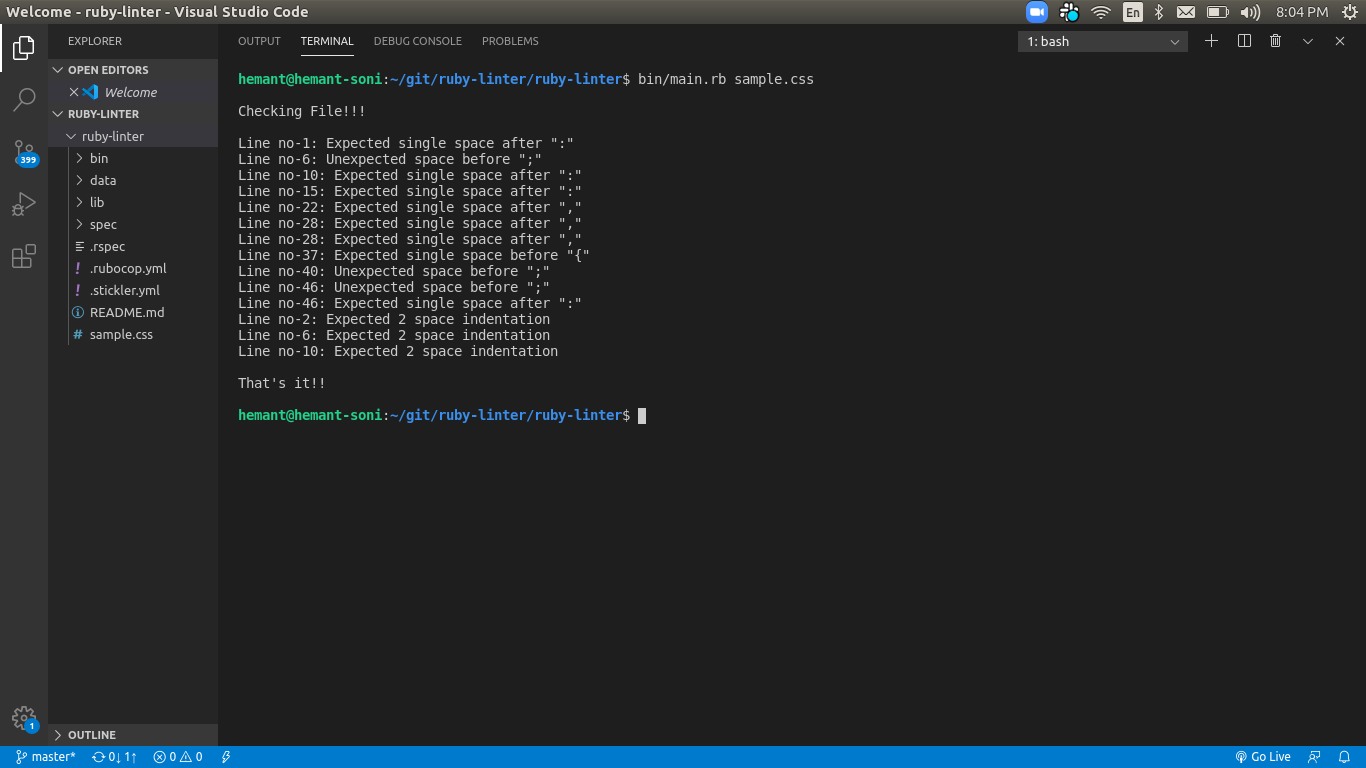 Welcome - ruby-linter - Visual Studio Code
En
8:04 PM
EXPLORER
OUTPUT TERMINAL DEBUG CONSOLE PROBLEMS
1: bash
OPEN EDITORS
Welcome
RUBY-LINTER
ruby-linter
bin
data
lib
spec
.rspec
.rubocop.yml
.stickler.yml
README.md
sample.css
399
1
OUTLINE
hemant@hemant-soni:~/git/ruby-linter/ruby-linter$ bin/main.rb sample.css
Checking File!!!
Line no-1: Expected single space after ":"
Line no-6: Unexpected space before ";"
Line no-10: Expected single space after ":"
Line no-15: Expected single space after ":"
Line no-22: Expected single space after ","
Line no-28: Expected single space after ","
Line no-28: Expected single space after ","
Line no-37: Expected single space before "{"
Line no-40: Unexpected space before ";"
Line no-46: Unexpected space before ";"
Line no-46: Expected single space after ":"
Line no-2: Expected 2 space indentation
Line no-6: Expected 2 space indentation
Line no-10: Expected 2 space indentation
That's it!!
hemant@hemant-soni:~/git/ruby-linter/ruby-linter$
master* 0↓ 1↑ 0 0
Go Live